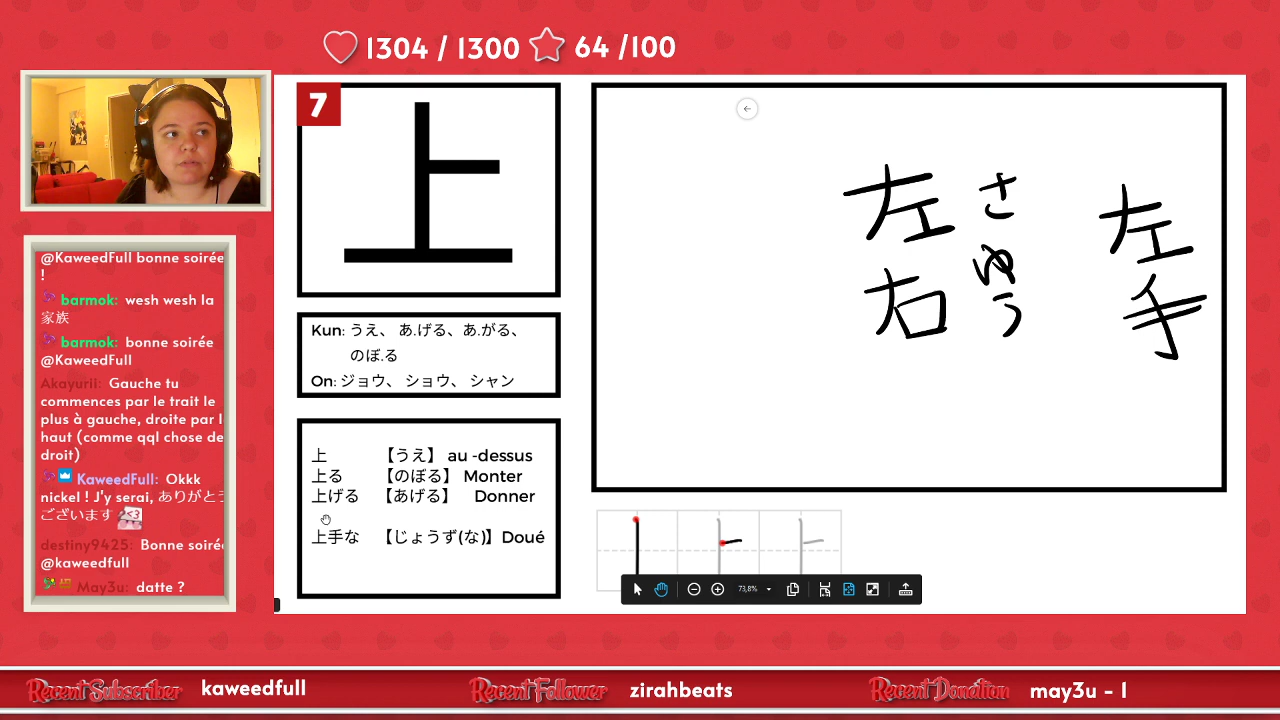 1304 / 1300
64 /100
7
上
Kun: うえ、 あ.げる、あ.がる、
のぼ.る
On: ジョウ、 ショウ、 シャン
上 【うえ】 au -dessus
上る 【のぼる】 Monter
上げる 【あげる】 Donner
上手な 【じょうず(な)】Doué
左右
さゆう
左手
@KaweedFull bonne soirée
!
barmok: wesh wesh la
家族
barmok: bonne soirée
@KaweedFull
Akayurii: Gauche tu
commences par le trait le
plus à gauche, droite par l
haut (comme qql chose de
droit)
KaweedFull: Okkk
nickel ! J'y serai, ありがとう
ございます <3
destiny9425: Bonne soirée
@kaweedfull
May3u: datte ?
73,8%
Recent Subscriber kaweedfull
Recent Follower zirahbeats
Recent Donation may3u - 1